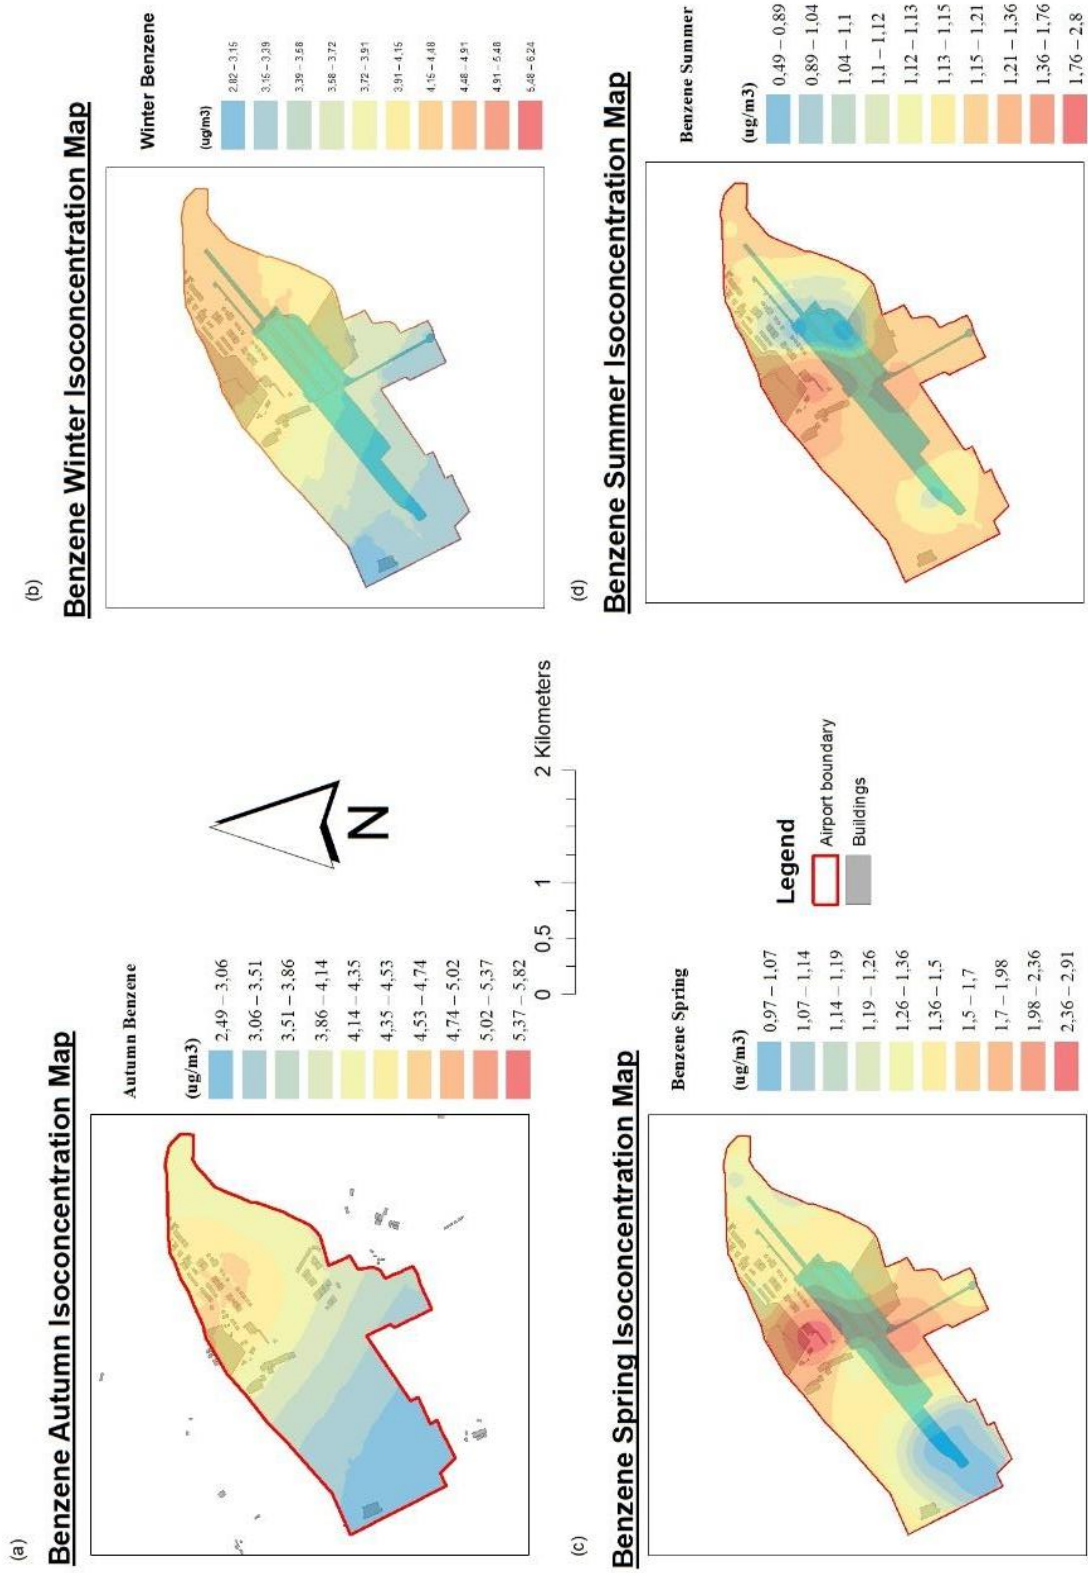 (a)
Benzene Autumn Isoconcentration Map
Autumn Benzene
(ug/m3)
2,49 – 3,06
3,06 – 3,51
3,51 – 3,86
3,86 – 4,14
4,14 – 4,35
4,35 – 4,53
4,53 – 4,74
4,74 – 5,02
5,02 – 5,37
5,37 – 5,82
(b)
Benzene Winter Isoconcentration Map
Winter Benzene
(ug/m3)
2,82 – 3,15
3,15 – 3,39
3,39 – 3,58
3,58 – 3,72
3,72 – 3,91
3,91 – 4,15
4,15 – 4,48
4,48 – 4,91
4,91 – 5,48
5,48 – 6,24
N
0 0,5 1 2 Kilometers
(c)
Benzene Spring Isoconcentration Map
Benzene Spring
(ug/m3)
0,97 – 1,07
1,07 – 1,14
1,14 – 1,19
1,19 – 1,26
1,26 – 1,36
1,36 – 1,5
1,5 – 1,7
1,7 – 1,98
1,98 – 2,36
2,36 – 2,91
Legend
Airport boundary
Buildings
(d)
Benzene Summer Isoconcentration Map
Benzene Summer
(ug/m3)
0,49 – 0,89
0,89 – 1,04
1,04 – 1,1
1,1 – 1,12
1,12 – 1,13
1,13 – 1,15
1,15 – 1,21
1,21 – 1,36
1,36 – 1,76
1,76 – 2,8